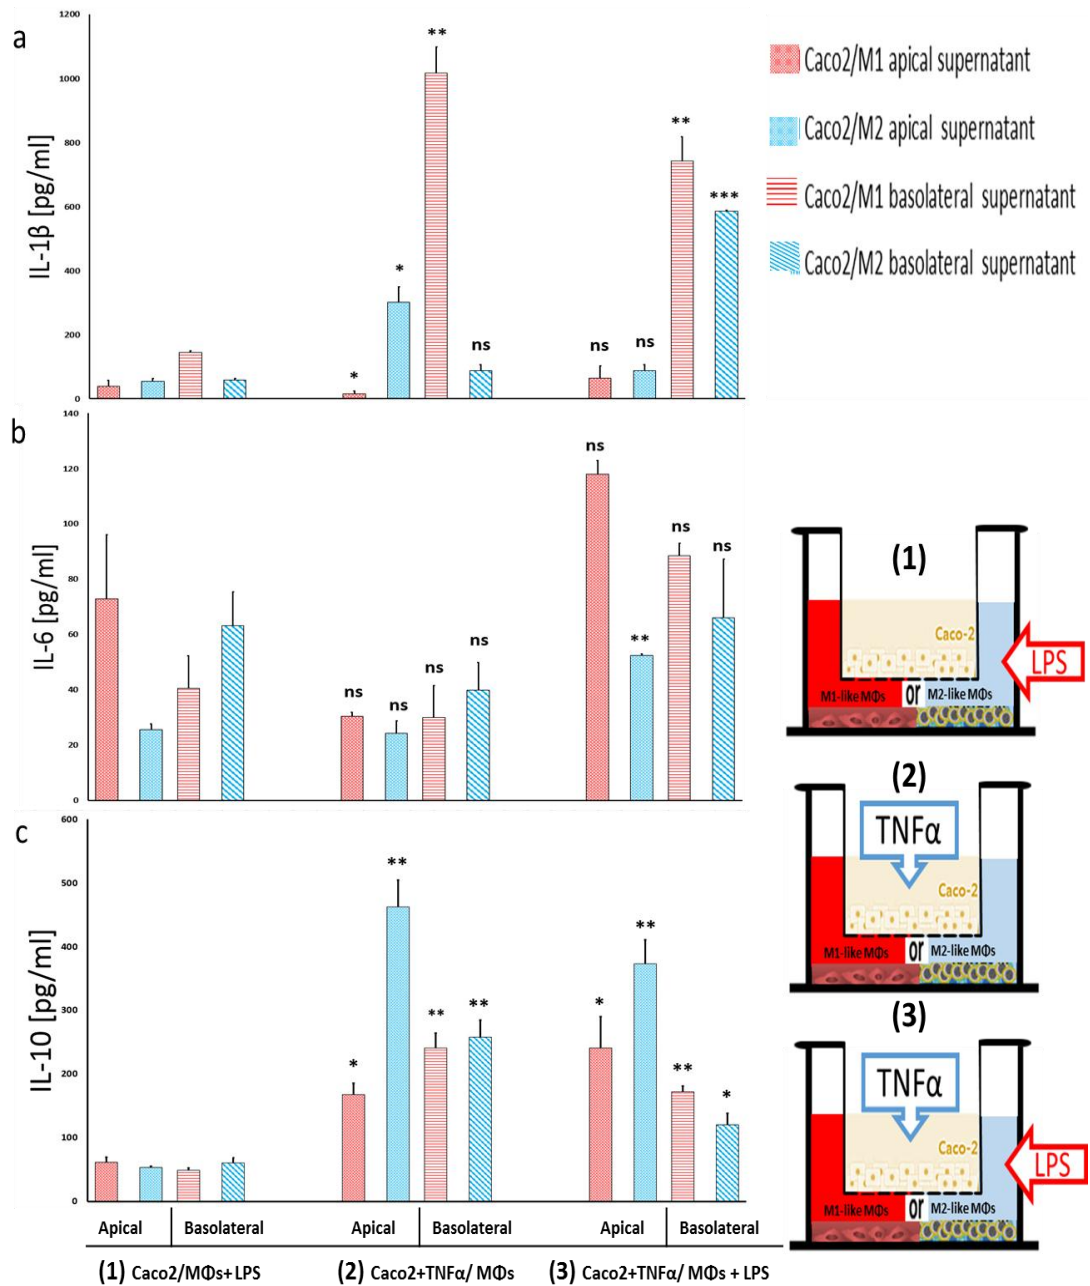 a
IL-1β [pg/ml]
1200
1000
800
600
400
200
0
*
*
**
ns
ns
ns
**
***
Caco2/M1 apical supernatant
Caco2/M2 apical supernatant
Caco2/M1 basolateral supernatant
Caco2/M2 basolateral supernatant
b
IL-6 [pg/ml]
140
120
100
80
60
40
20
0
ns
ns
ns
ns
ns
**
ns
ns
c
IL-10 [pg/ml]
600
500
400
300
200
100
0
*
**
**
**
*
**
**
*
Apical Basolateral Apical Basolateral Apical Basolateral
(1) Caco2/MΦs+LPS (2) Caco2+TNFα/ MΦs (3) Caco2+TNFα/ MΦs + LPS
(1)
Caco-2
LPS
M1-like MΦs or M2-like MΦs
(2)
TNFα
Caco-2
M1-like MΦs or M2-like MΦs
(3)
TNFα
Caco-2
LPS
M1-like MΦs or M2-like MΦs